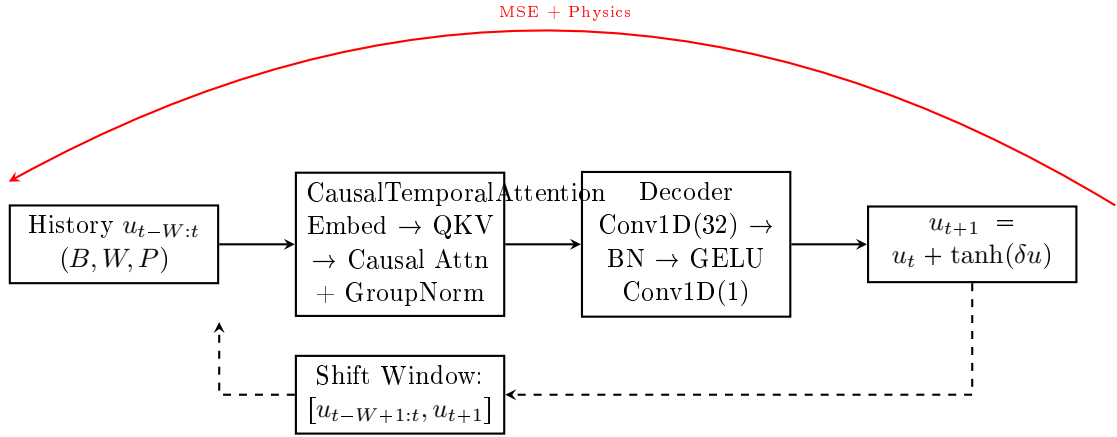 MSE + Physics
History u_{t−W:t}
(B, W, P)
CausalTemporalAttention
Embed → QKV
→ Causal Attn
+ GroupNorm
Decoder
Conv1D(32) →
BN → GELU
Conv1D(1)
u_{t+1} =
u_t + tanh(δu)
Shift Window:
[u_{t−W+1:t}, u_{t+1}]